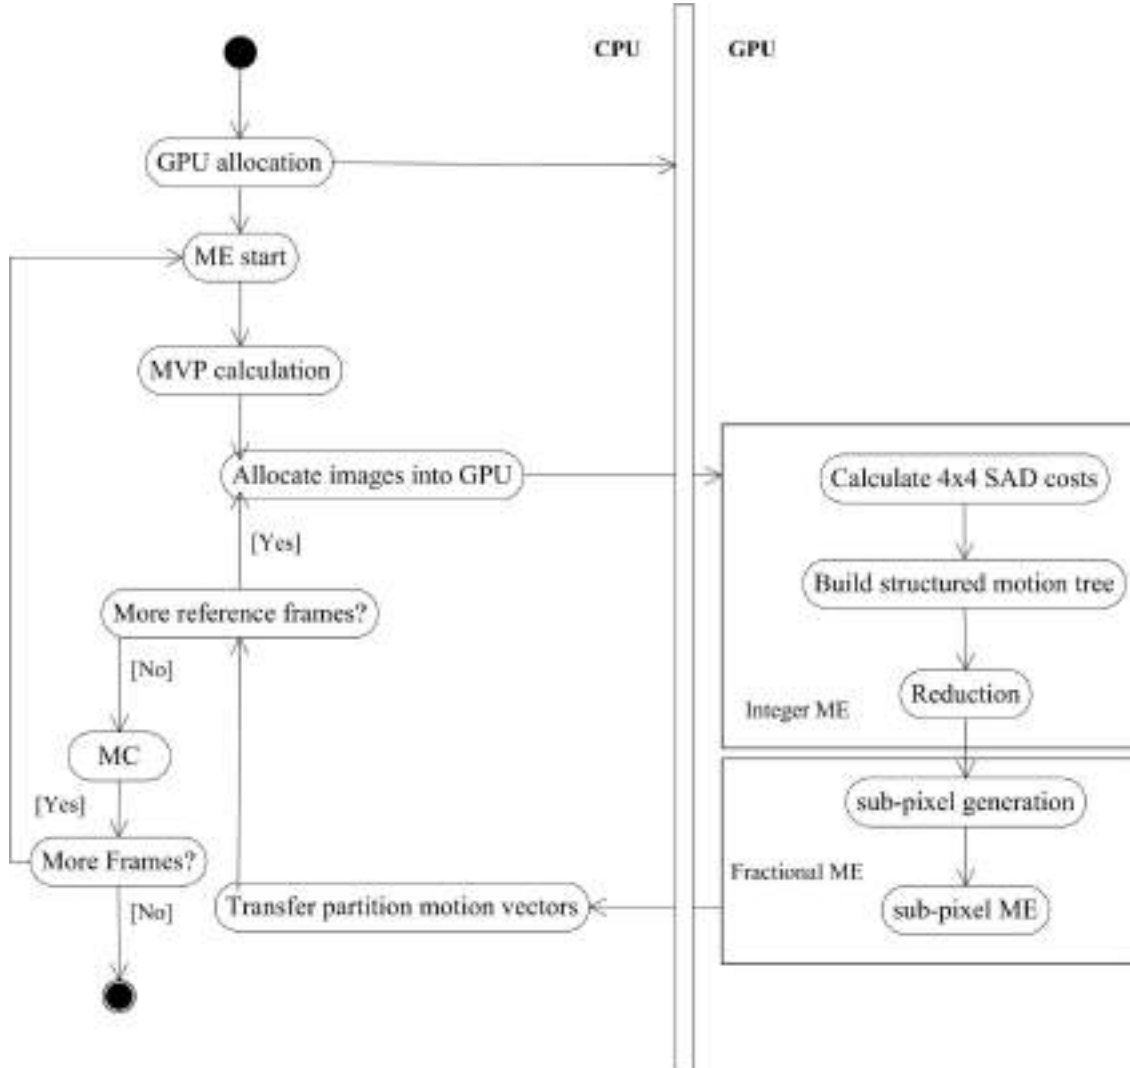 CPU
GPU
GPU allocation
ME start
MVP calculation
Allocate images into GPU
[Yes]
More reference frames?
[No]
MC
[Yes]
More Frames?
[No]
Transfer partition motion vectors
Calculate 4x4 SAD costs
Build structured motion tree
Reduction
Integer ME
sub-pixel generation
Fractional ME
sub-pixel ME